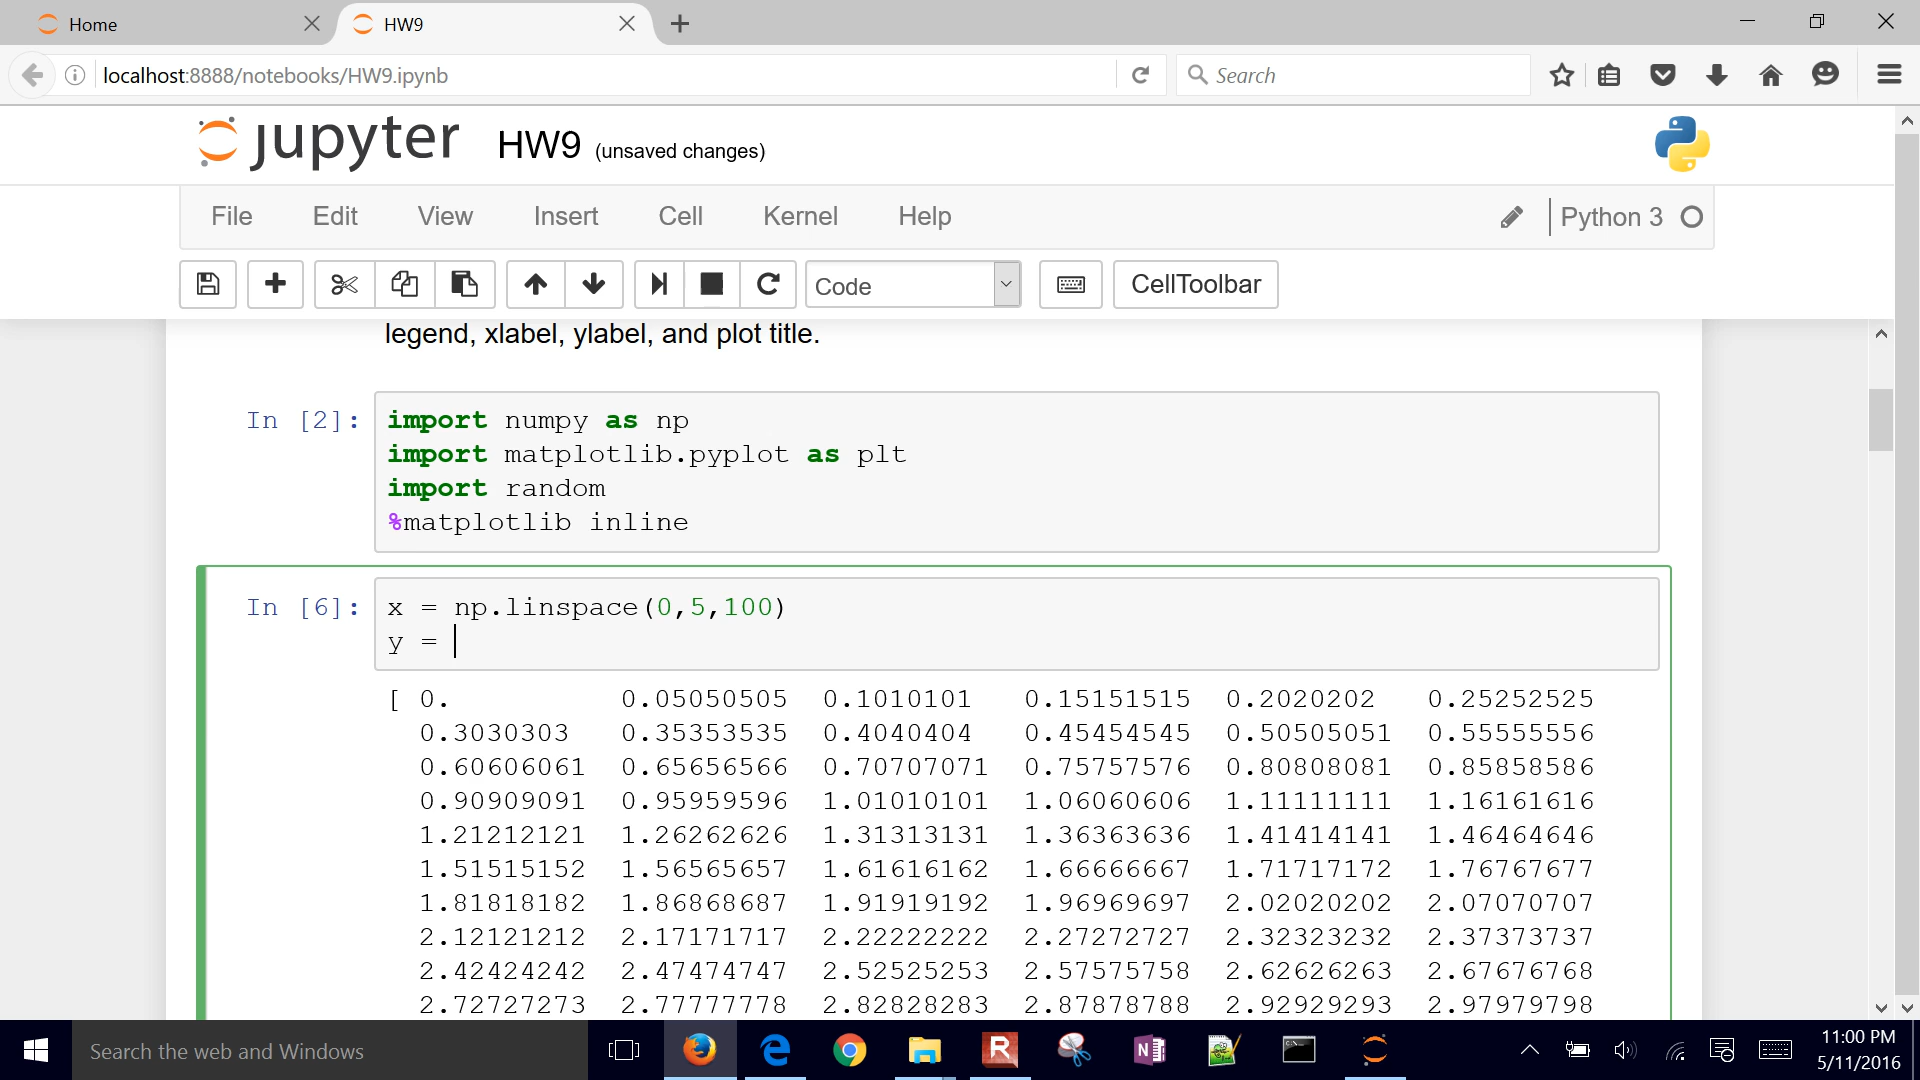 Home
HW9
localhost:8888/notebooks/HW9.ipynb
Search
jupyter HW9 (unsaved changes)
File Edit View Insert Cell Kernel Help Python 3
Code CellToolbar
legend, xlabel, ylabel, and plot title.
In [2]: import numpy as np
import matplotlib.pyplot as plt
import random
%matplotlib inline
In [6]: x = np.linspace(0,5,100)
y =
[ 0. 0.05050505 0.1010101 0.15151515 0.2020202 0.25252525
0.3030303 0.35353535 0.4040404 0.45454545 0.50505051 0.55555556
0.60606061 0.65656566 0.70707071 0.75757576 0.80808081 0.85858586
0.90909091 0.95959596 1.01010101 1.06060606 1.11111111 1.16161616
1.21212121 1.26262626 1.31313131 1.36363636 1.41414141 1.46464646
1.51515152 1.56565657 1.61616162 1.66666667 1.71717172 1.76767677
1.81818182 1.86868687 1.91919192 1.96969697 2.02020202 2.07070707
2.12121212 2.17171717 2.22222222 2.27272727 2.32323232 2.37373737
2.42424242 2.47474747 2.52525253 2.57575758 2.62626263 2.67676768
2.72727273 2.77777778 2.82828283 2.87878788 2.92929293 2.97979798
Search the web and Windows
11:00 PM
5/11/2016